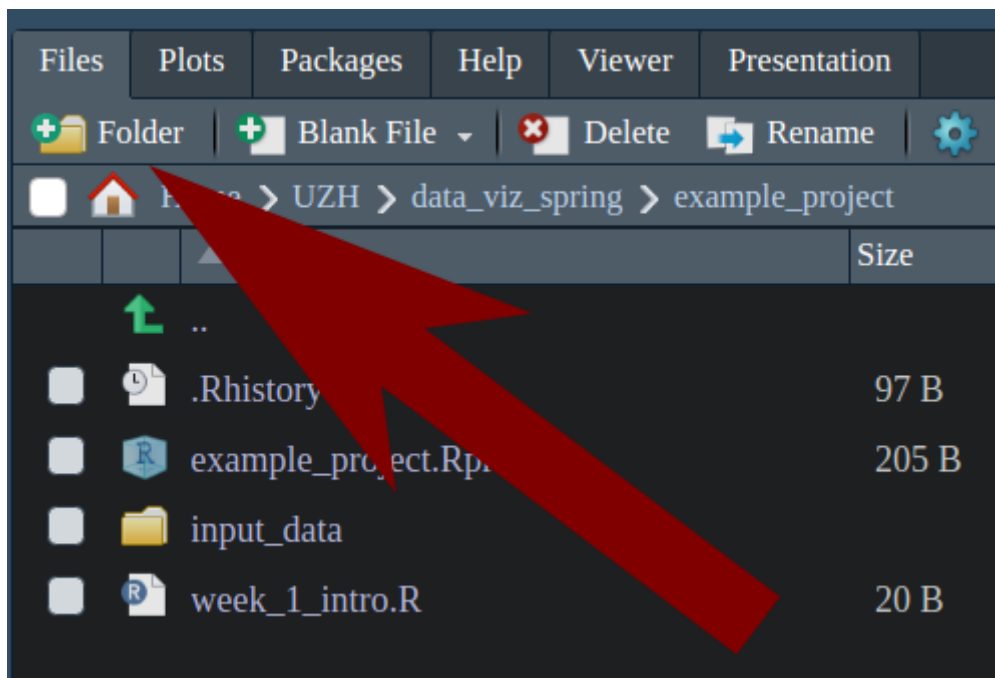 Files Plots Packages Help Viewer Presentation
Folder Blank File Delete Rename
UZH data_viz_spring example_project
Size
..
.Rhistory 97 B
205 B
input_data
week_1_intro.R 20 B